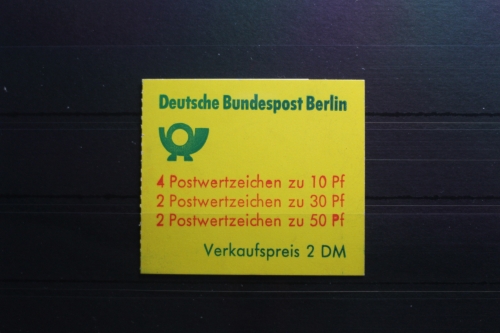 Deutsche Bundespost Berlin
4 Postwertzeichen zu 10 Pf
2 Postwertzeichen zu 30 Pf
2 Postwertzeichen zu 50 Pf
Verkaufspreis 2 DM